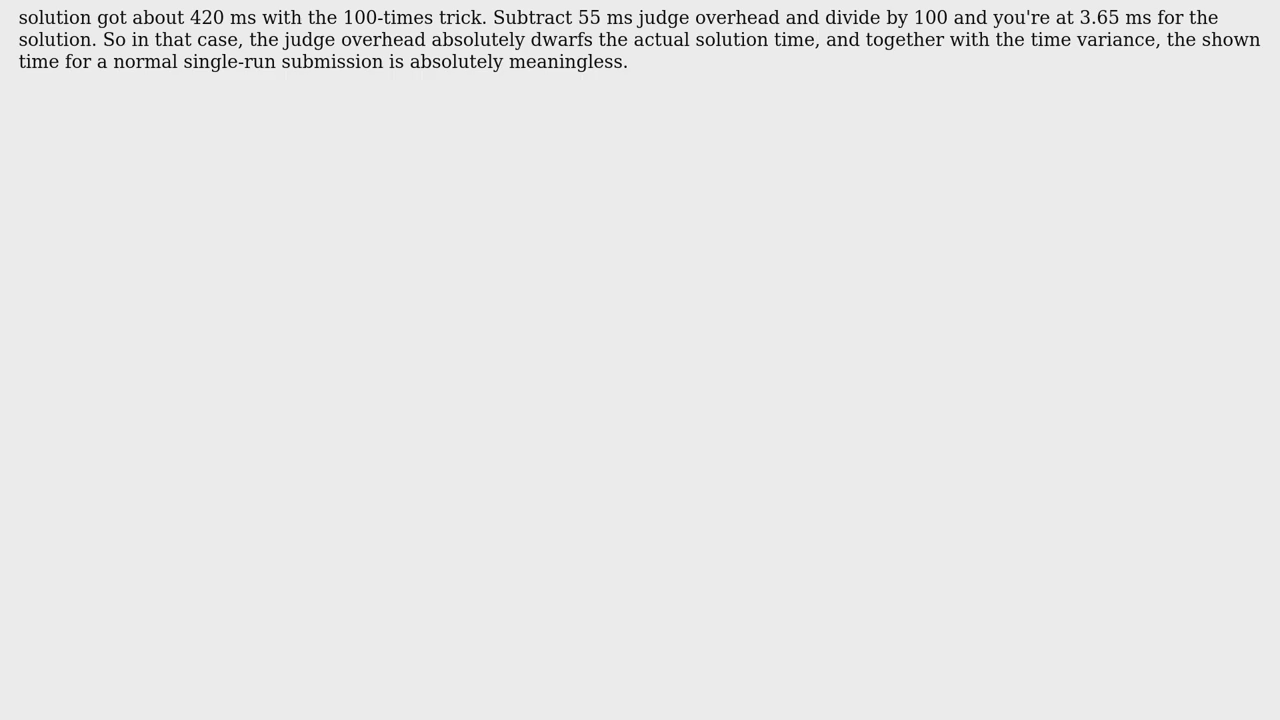 solution got about 420 ms with the 100-times trick. Subtract 55 ms judge overhead and divide by 100 and you're at 3.65 ms for the
solution. So in that case, the judge overhead absolutely dwarfs the actual solution time, and together with the time variance, the shown
time for a normal single-run submission is absolutely meaningless.